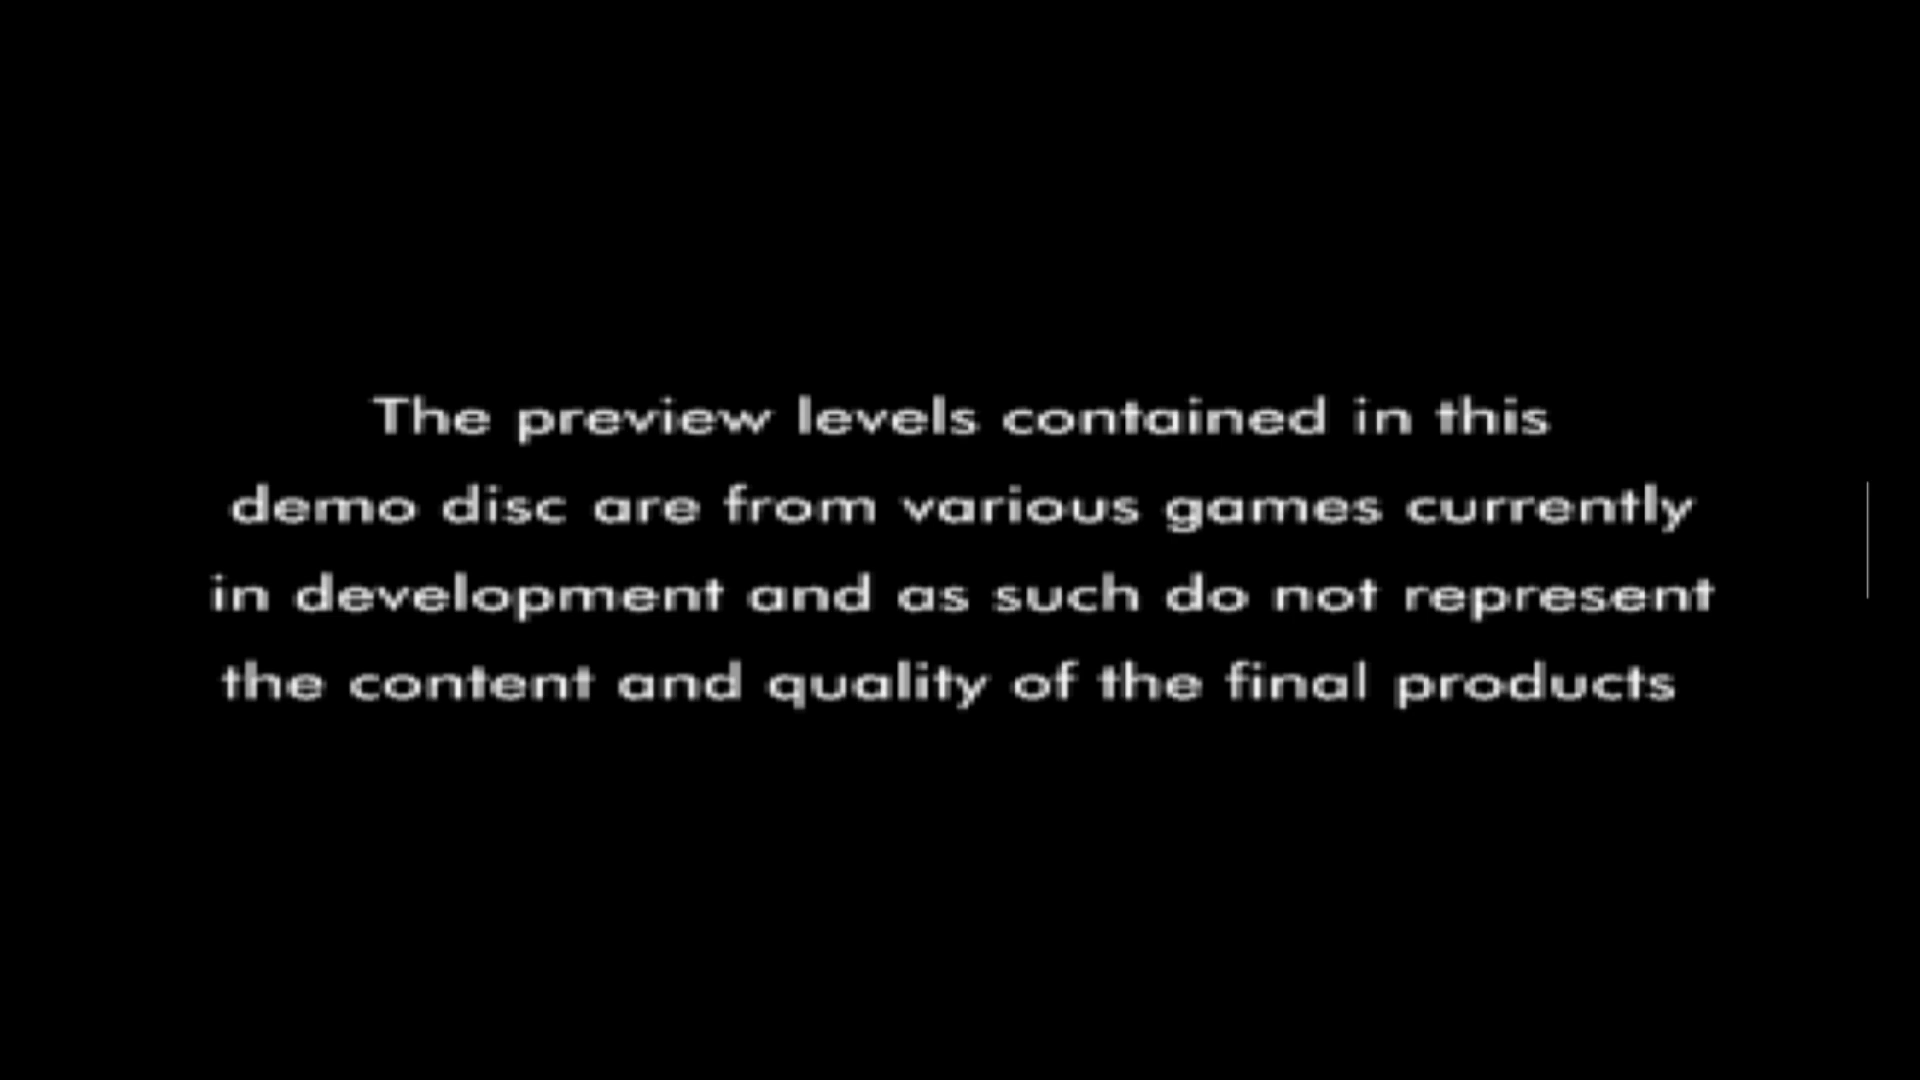 The preview levels contained in this
demo disc are from various games currently
in development and as such do not represent
the content and quality of the final products